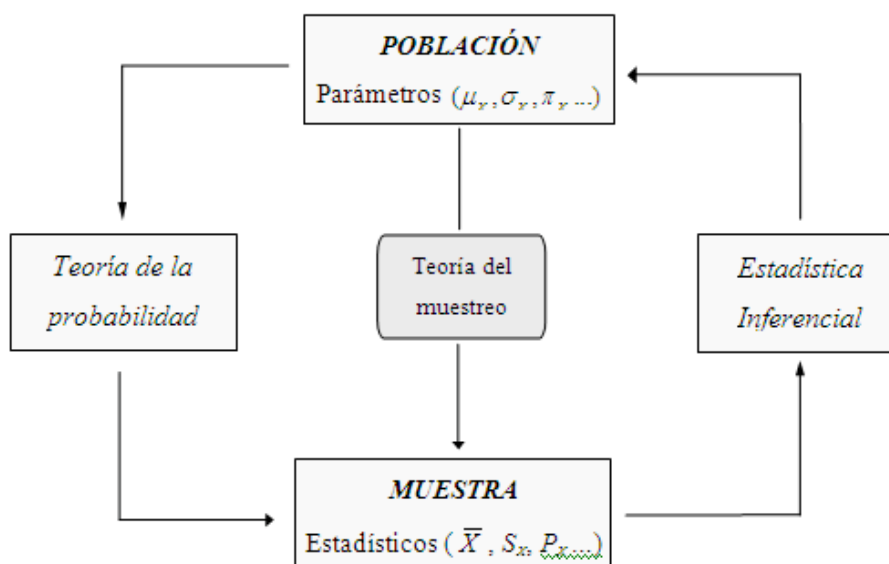 POBLACIÓN
Parámetros (μx, σx, πx ...)
Teoría de la
probabilidad
Teoría del
muestreo
Estadística
Inferencial
MUESTRA
Estadísticos ( X̅ , Sx, Px ...)